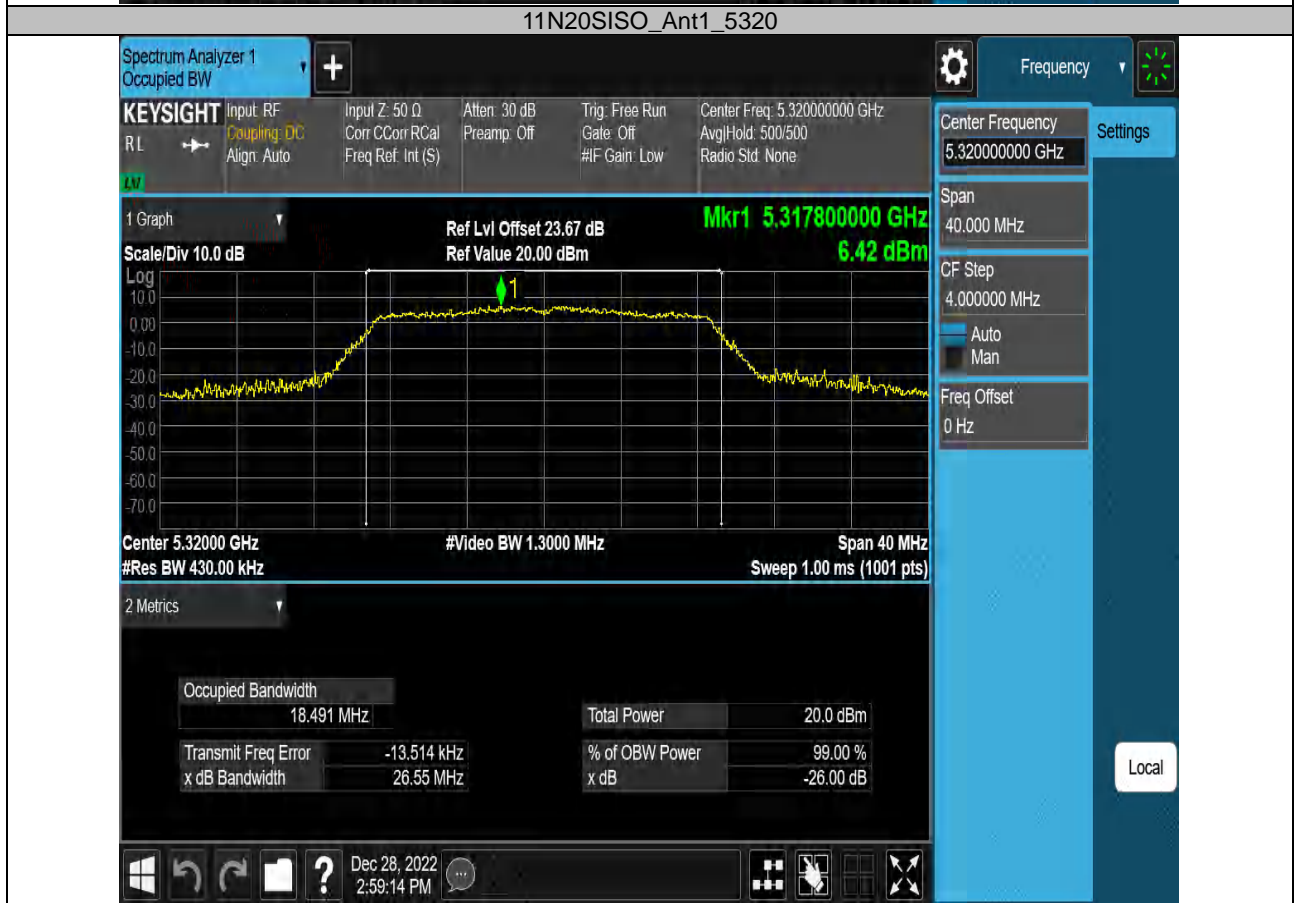 11N20SISO_Ant1_5320
Spectrum Analyzer 1
Occupied BW
Frequency
KEYSIGHT
RL
Input: RF
Coupling: DC
Align: Auto
Input Z: 50 Ω
Corr CCorr RCal
Freq Ref: Int (S)
Atten: 30 dB
Preamp: Off
Trig: Free Run
Gate: Off
#IF Gain: Low
Center Freq: 5.320000000 GHz
Avg|Hold: 500/500
Radio Std: None
Center Frequency
5.320000000 GHz
Settings
Span
40.000 MHz
CF Step
4.000000 MHz
Auto
Man
Freq Offset
0 Hz
1 Graph
Scale/Div 10.0 dB
Ref Lvl Offset 23.67 dB
Ref Value 20.00 dBm
Mkr1 5.317800000 GHz
6.42 dBm
Log
10.0
0.00
-10.0
-20.0
-30.0
-40.0
-50.0
-60.0
-70.0
1
Center 5.32000 GHz
#Video BW 1.3000 MHz
Span 40 MHz
#Res BW 430.00 kHz
Sweep 1.00 ms (1001 pts)
2 Metrics
Occupied Bandwidth
18.491 MHz
Total Power 20.0 dBm
Transmit Freq Error -13.514 kHz
% of OBW Power 99.00 %
x dB Bandwidth 26.55 MHz
x dB -26.00 dB
Local
Dec 28, 2022
2:59:14 PM